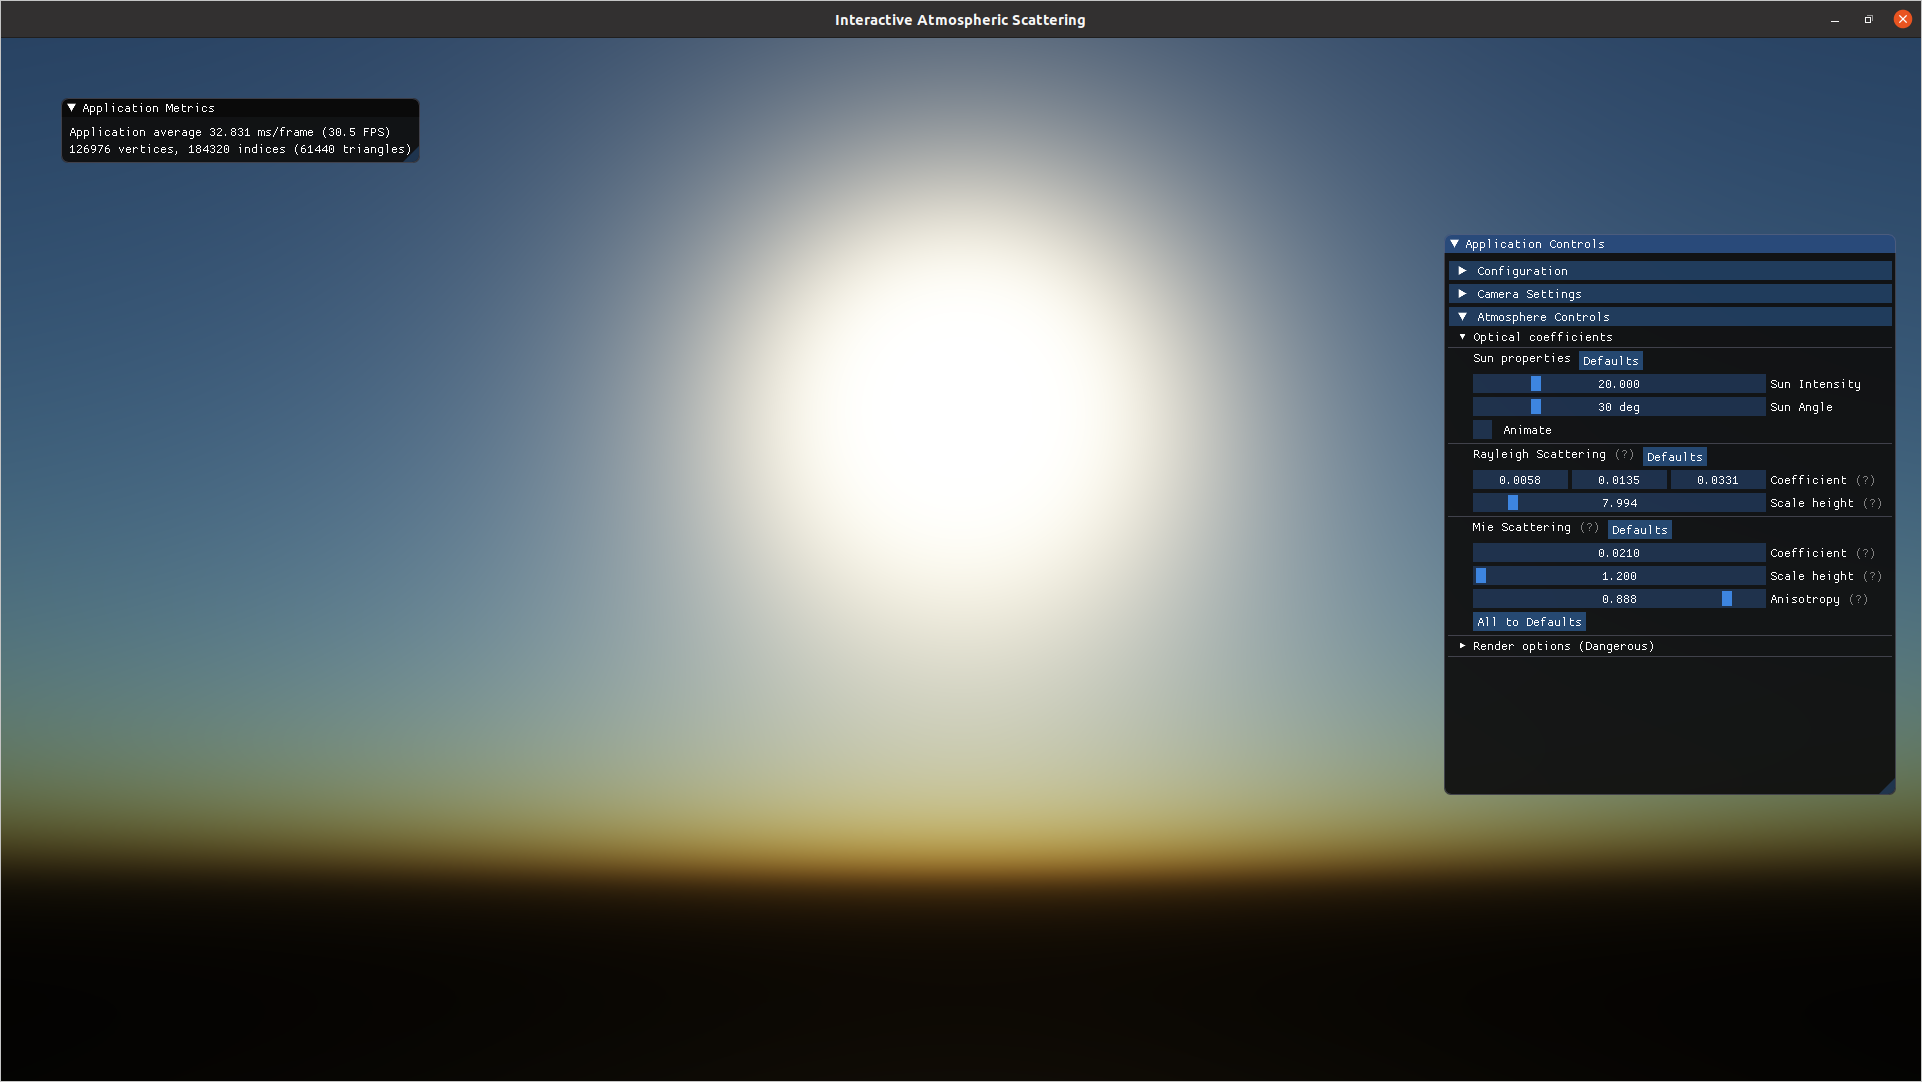 Interactive Atmospheric Scattering
Application Metrics
Application average 32.831 ms/frame (30.5 FPS)
126976 vertices, 184320 indices (61440 triangles)
Application Controls
Configuration
Camera Settings
Atmosphere Controls
Optical coefficients
Sun properties Defaults
20.000 Sun Intensity
30 deg Sun Angle
Animate
Rayleigh Scattering (?) Defaults
0.0058 0.0135 0.0331 Coefficient (?)
7.994 Scale height (?)
Mie Scattering (?) Defaults
0.0210 Coefficient (?)
1.200 Scale height (?)
0.888 Anisotropy (?)
All to Defaults
Render options (Dangerous)